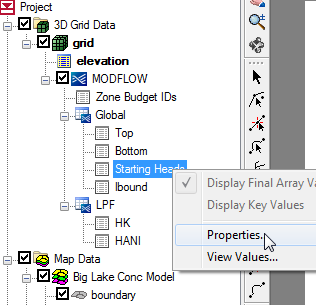 Project
3D Grid Data
grid
elevation
MODFLOW
Zone Budget IDs
Global
Top
Bottom
Starting Heads
Display Final Array
Ibound
Display Key Values
LPF
HK
Properties...
HANI
View Values...
Map Data
Big Lake Conc Model
boundary